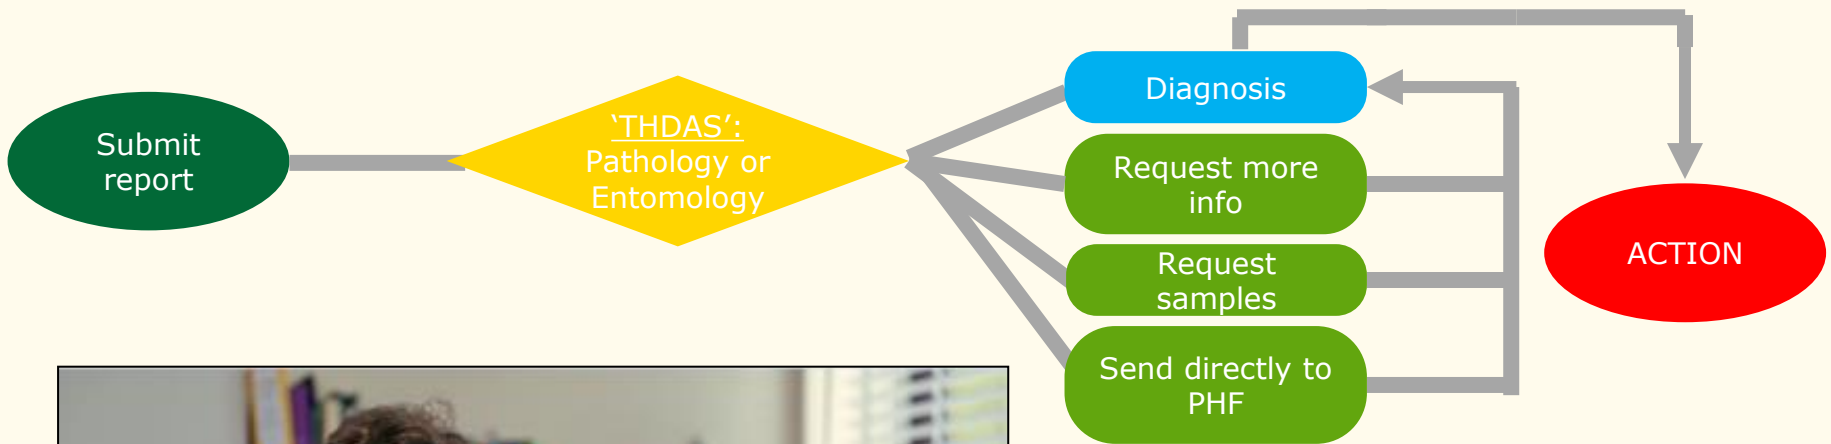 Submit
report
‘THDAS’:
Pathology or
Entomology
Diagnosis
Request more
info
Request
samples
Send directly to
PHF
ACTION